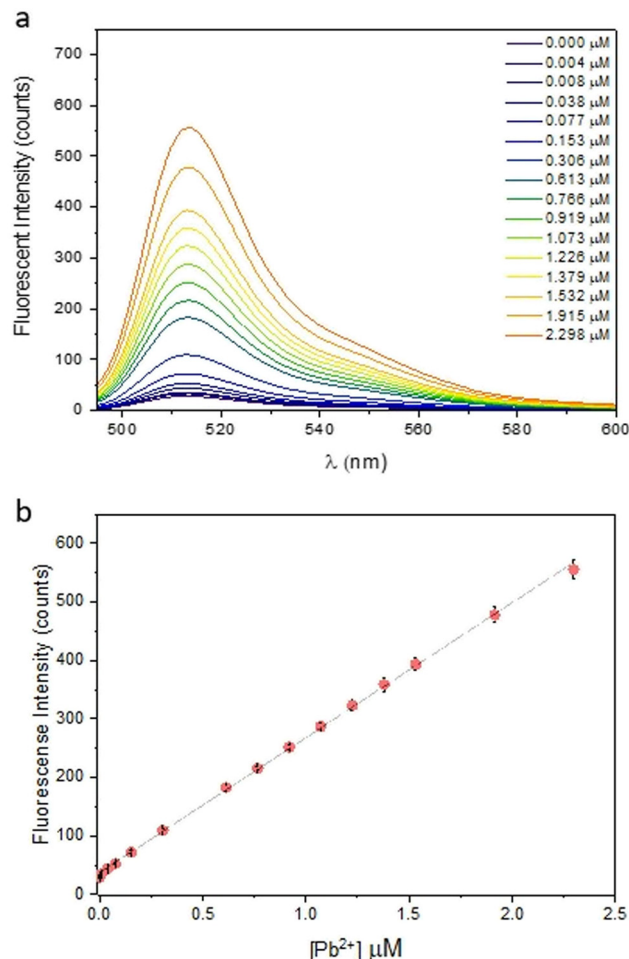 a
Fluorescent Intensity (counts)
700
600
500
400
300
200
100
0
500
520
540
560
580
600
λ (nm)
0.000 µM
0.004 µM
0.008 µM
0.038 µM
0.077 µM
0.153 µM
0.306 µM
0.613 µM
0.766 µM
0.919 µM
1.073 µM
1.226 µM
1.379 µM
1.532 µM
1.915 µM
2.298 µM
b
Fluorescense Intensity (counts)
600
500
400
300
200
100
0
0.0
0.5
1.0
1.5
2.0
2.5
[Pb²⁺] µM